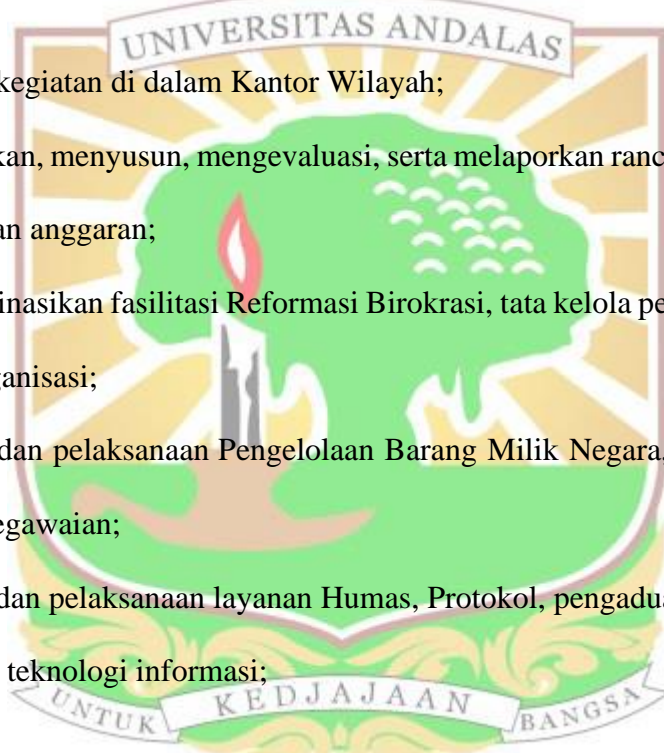 UNIVERSITAS ANDALAS
kegiatan di dalam Kantor Wilayah;
kan, menyusun, mengevaluasi, serta melaporkan ranc
an anggaran;
inasikan fasilitasi Reformasi Birokrasi, tata kelola pe
ganisasi;
dan pelaksanaan Pengelolaan Barang Milik Negara,
egawaian;
dan pelaksanaan layanan Humas, Protokol, pengadua
teknologi informasi;
UNTUK KEDJAJAAN BANGSA